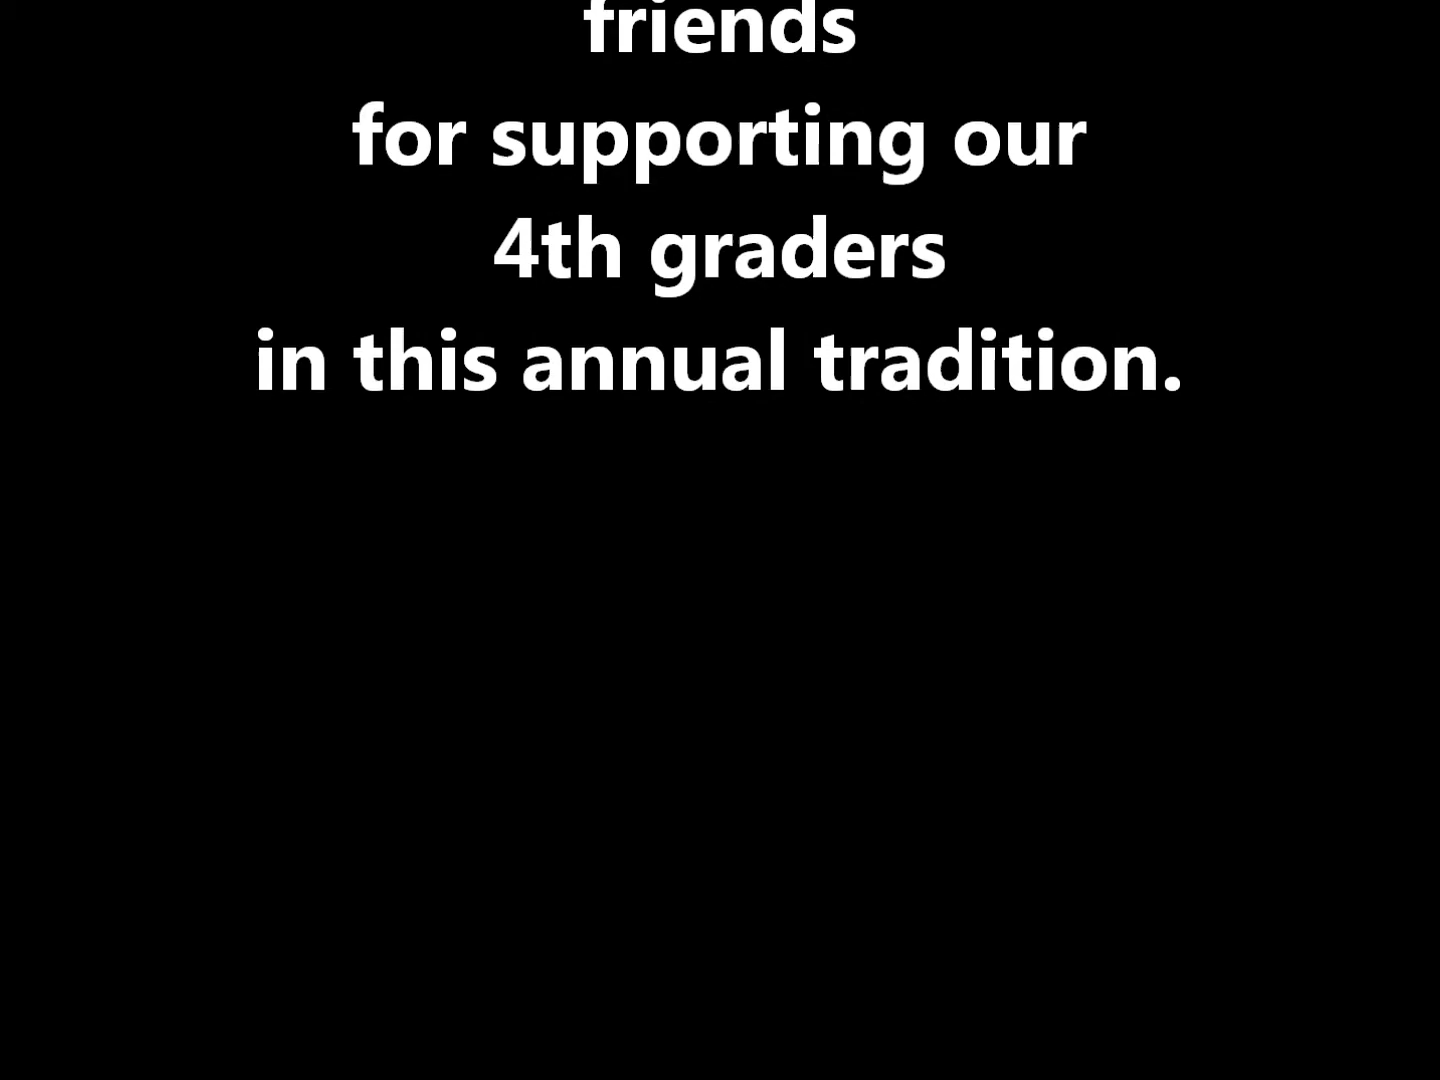 friends
for supporting our
4th graders
in this annual tradition.